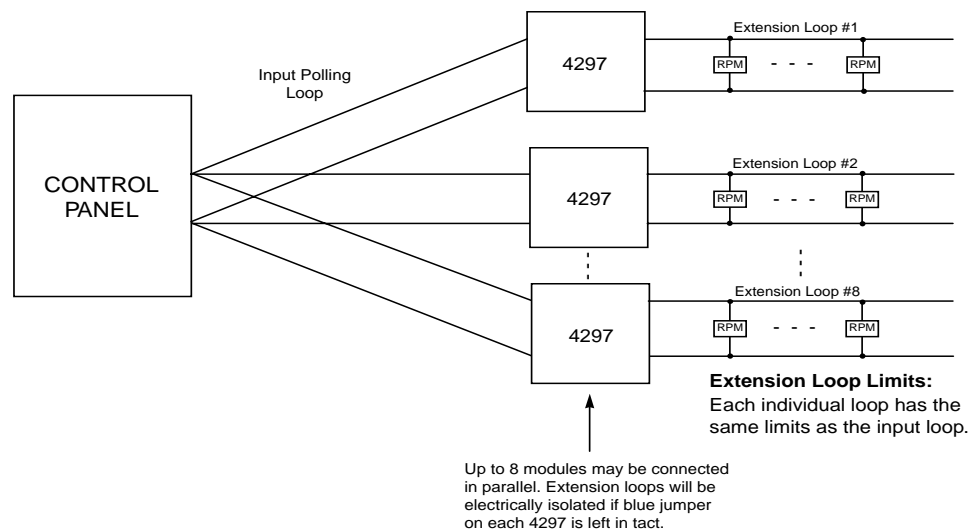 Extension Loop #1
Input Polling
Loop
4297
RPM - - - RPM
CONTROL
PANEL
Extension Loop #2
4297
RPM - - - RPM
Extension Loop #8
4297
RPM - - - RPM
Extension Loop Limits:
Each individual loop has the
same limits as the input loop.
Up to 8 modules may be connected
in parallel. Extension loops will be
electrically isolated if blue jumper
on each 4297 is left in tact.